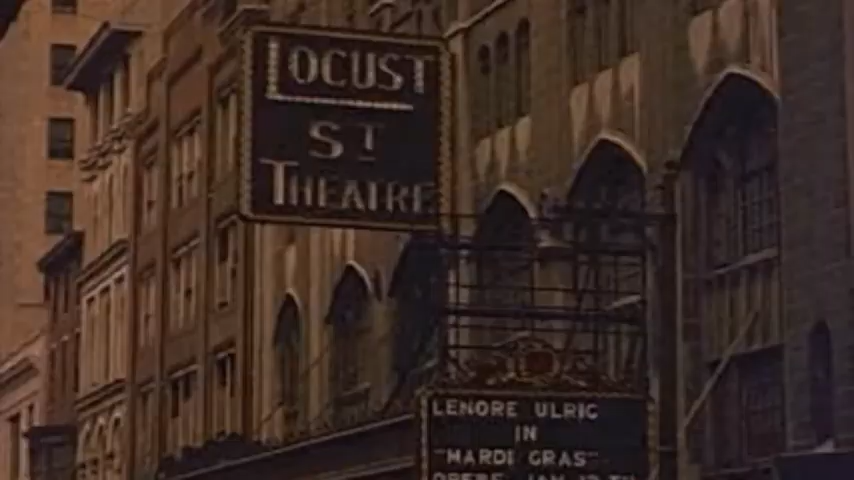 LOCUST
ST
THEATRE
LENORE ULRIC
IN
"MARDI GRAS"